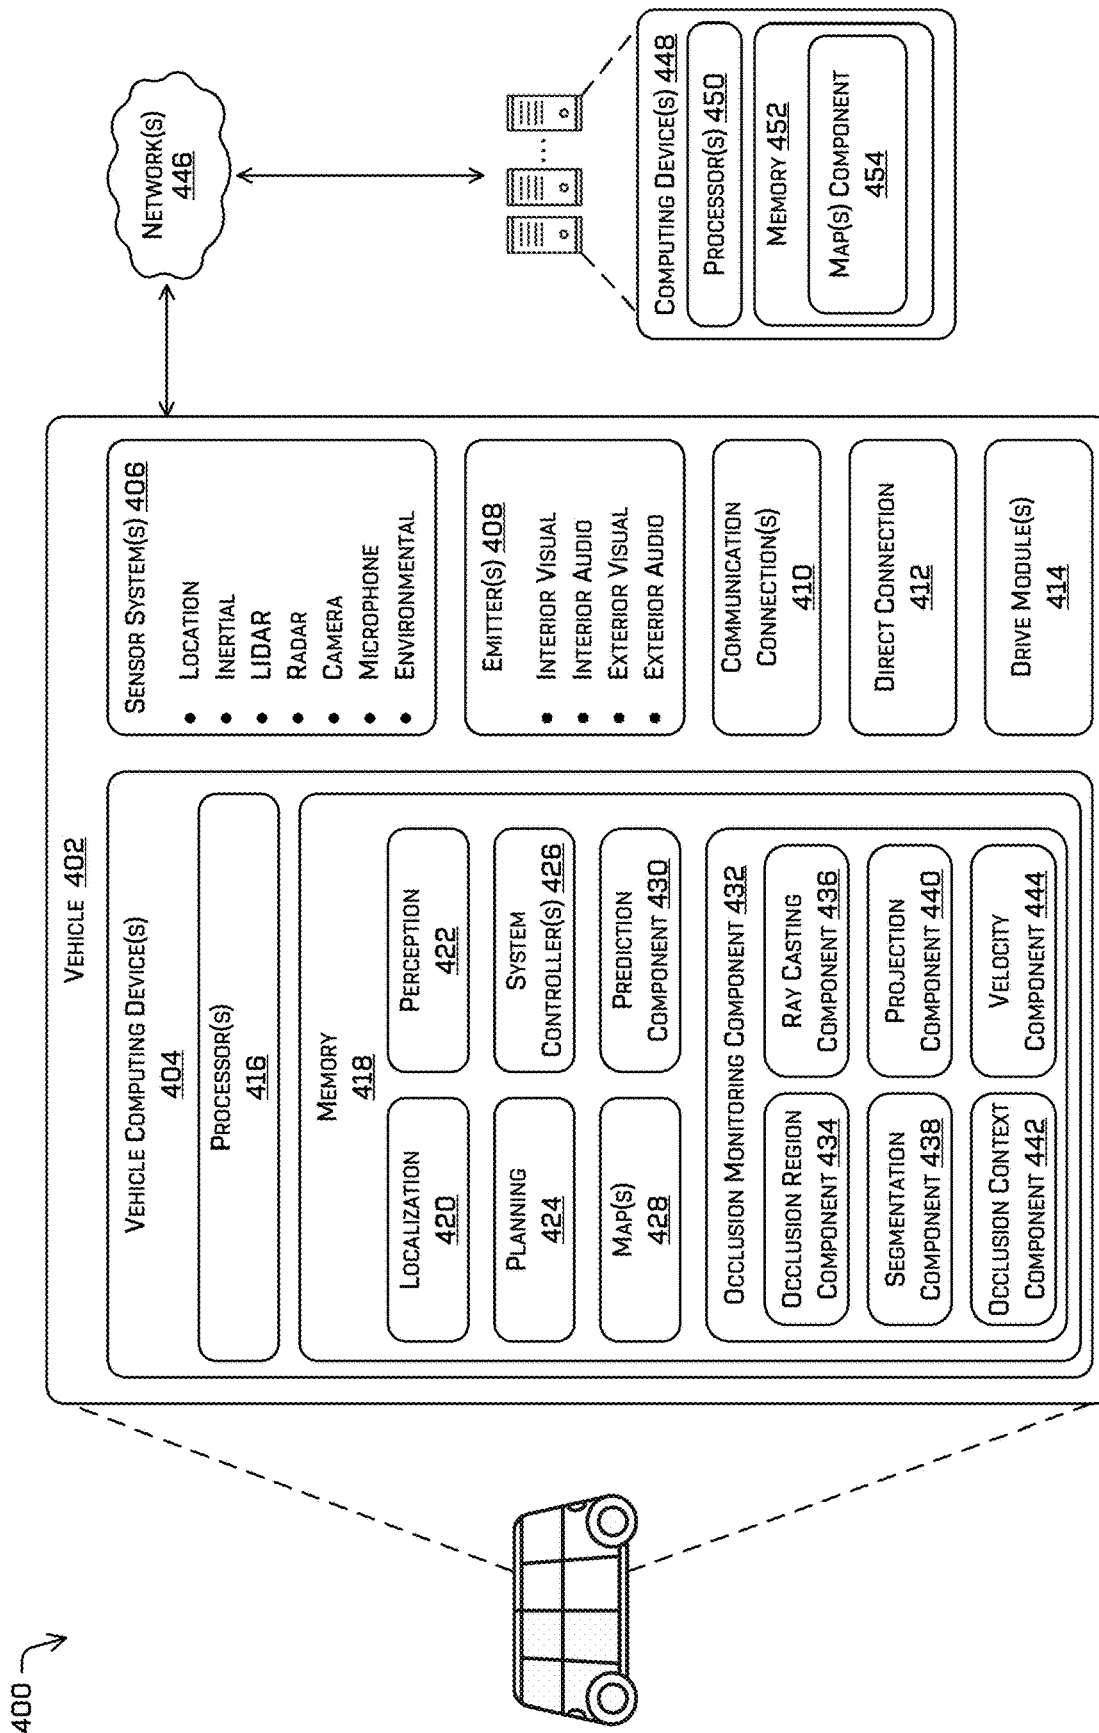 400
VEHICLE 402
VEHICLE COMPUTING DEVICE(S)
404
PROCESSOR(S)
416
MEMORY
418
LOCALIZATION
420
PERCEPTION
422
PLANNING
424
SYSTEM
CONTROLLER(S) 426
MAP(S)
428
PREDICTION
COMPONENT 430
OCCLUSION MONITORING COMPONENT 432
OCCLUSION REGION
COMPONENT 434
RAY CASTING
COMPONENT 436
SEGMENTATION
COMPONENT 438
PROJECTION
COMPONENT 440
OCCLUSION CONTEXT
COMPONENT 442
VELOCITY
COMPONENT 444
SENSOR SYSTEM(S) 406
• LOCATION
• INERTIAL
• LIDAR
• RADAR
• CAMERA
• MICROPHONE
• ENVIRONMENTAL
EMITTER(S) 408
• INTERIOR VISUAL
• INTERIOR AUDIO
• EXTERIOR VISUAL
• EXTERIOR AUDIO
COMMUNICATION
CONNECTION(S)
410
DIRECT CONNECTION
412
DRIVE MODULE(S)
414
NETWORK(S)
446
COMPUTING DEVICE(S) 448
PROCESSOR(S) 450
MEMORY 452
MAP(S) COMPONENT
454